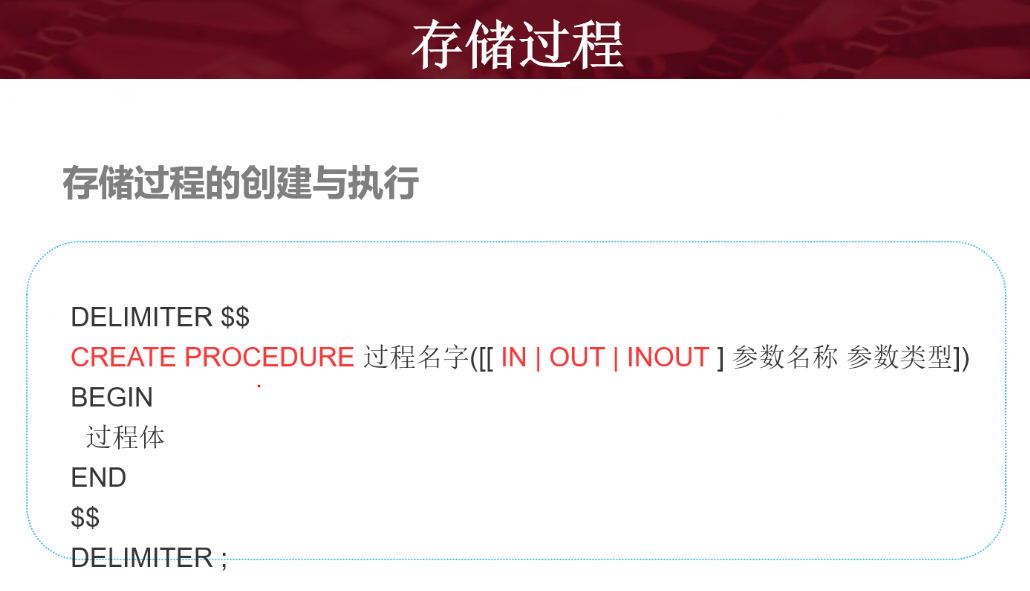 存储过程
存储过程的创建与执行
DELIMITER $$
CREATE PROCEDURE 过程名字([[ IN | OUT | INOUT ] 参数名称 参数类型])
BEGIN
过程体
END
$$
DELIMITER ;